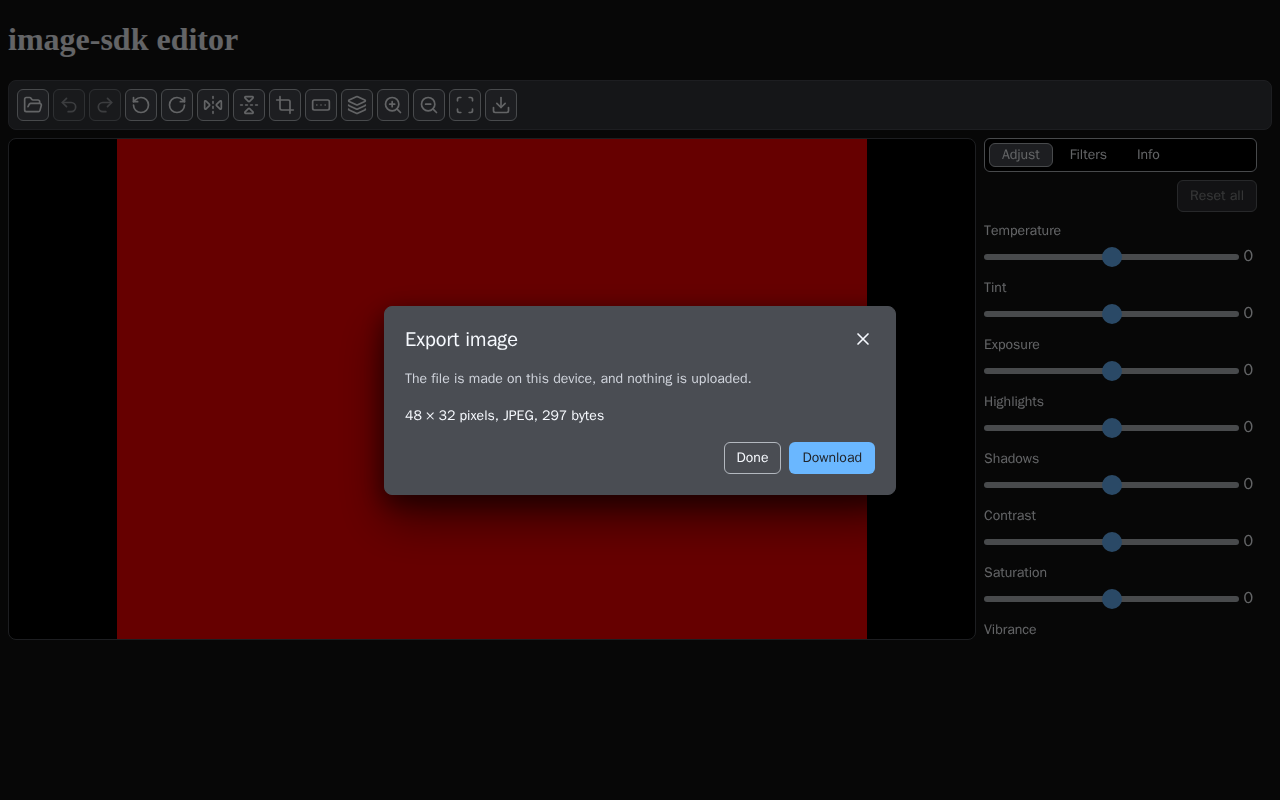 image-sdk editor
Adjust Filters Info
Reset all
Temperature
0
Tint
0
Exposure
0
Highlights
0
Shadows
0
Contrast
0
Saturation
0
Vibrance
Export image
The file is made on this device, and nothing is uploaded.
48 × 32 pixels, JPEG, 297 bytes
Done Download